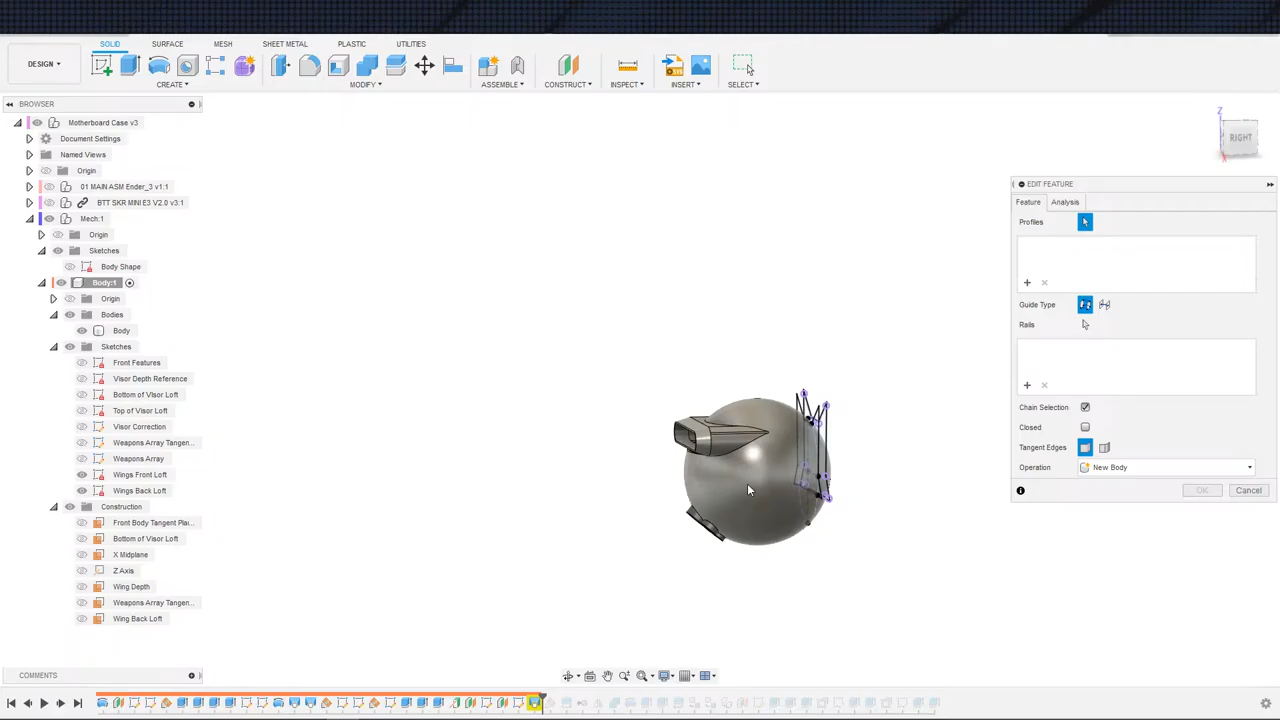 SOLID SURFACE MESH SHEET METAL PLASTIC UTILITIES
DESIGN
CREATE MODIFY ASSEMBLE CONSTRUCT INSPECT INSERT SELECT
BROWSER
Motherboard Case v3
Document Settings
Named Views
Origin
01 MAIN ASM Ender_3 v1:1
BTT SKR MINI E3 V2.0 v3:1
Mech:1
Origin
Sketches
Body Shape
Body:1
Origin
Bodies
Body
Sketches
Front Features
Visor Depth Reference
Bottom of Visor Loft
Top of Visor Loft
Visor Correction
Weapons Array Tangen...
Weapons Array
Wings Front Loft
Wings Back Loft
Construction
Front Body Tangent Pla...
Bottom of Visor Loft
X Midplane
Z Axis
Wing Depth
Weapons Array Tangen...
Wing Back Loft
COMMENTS
Z
RIGHT
X
EDIT FEATURE
Feature Analysis
Profiles
Guide Type
Rails
Chain Selection
Closed
Tangent Edges
Operation New Body
OK Cancel